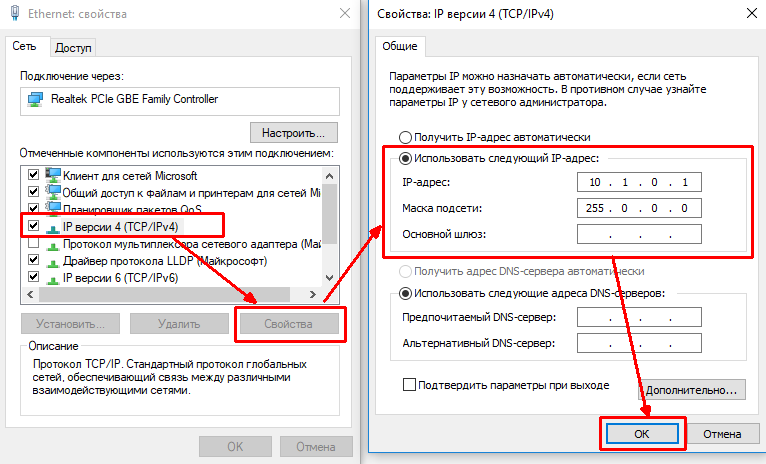 Ethernet: свойства
Сеть
Доступ
Подключение через:
Realtek PCIe GBE Family Controller
Настроить...
Отмеченные компоненты используются этим подключением:
Клиент для сетей Microsoft
Общий доступ к файлам и принтерам для сетей Mi
Планировщик пакетов QoS
IP версии 4 (TCP/IPv4)
Протокол мультиплексора сетевого адаптера (Ma
Драйвер протокола LLDP (Майкрософт)
IP версии 6 (TCP/IPv6)
Установить...
Удалить
Свойства
Описание
Протокол TCP/IP. Стандартный протокол глобальных
сетей, обеспечивающий связь между различными
взаимодействующими сетями.
OK
Отмена
Свойства: IP версии 4 (TCP/IPv4)
Общие
Параметры IP можно назначать автоматически, если сеть
поддерживает эту возможность. В противном случае узнайте
параметры IP у сетевого администратора.
Получить IP-адрес автоматически
Использовать следующий IP-адрес:
IP-адрес: 10 . 1 . 0 . 1
Маска подсети: 255 . 0 . 0 . 0
Основной шлюз: . . .
Получить адрес DNS-сервера автоматически
Использовать следующие адреса DNS-серверов:
Предпочитаемый DNS-сервер: . . .
Альтернативный DNS-сервер: . . .
Подтвердить параметры при выходе
Дополнительно...
OK
Отмена